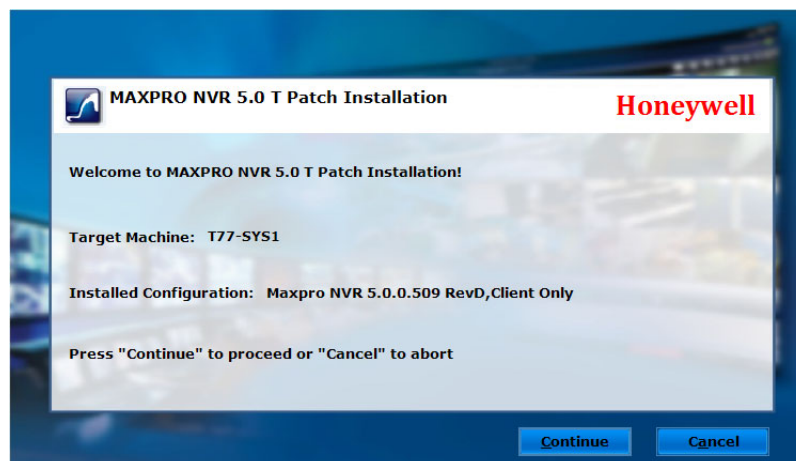 MAXPRO NVR 5.0 T Patch Installation
Honeywell
Welcome to MAXPRO NVR 5.0 T Patch Installation!
Target Machine: T77-SYS1
Installed Configuration: Maxpro NVR 5.0.0.509 RevD,Client Only
Press "Continue" to proceed or "Cancel" to abort
Continue
Cancel